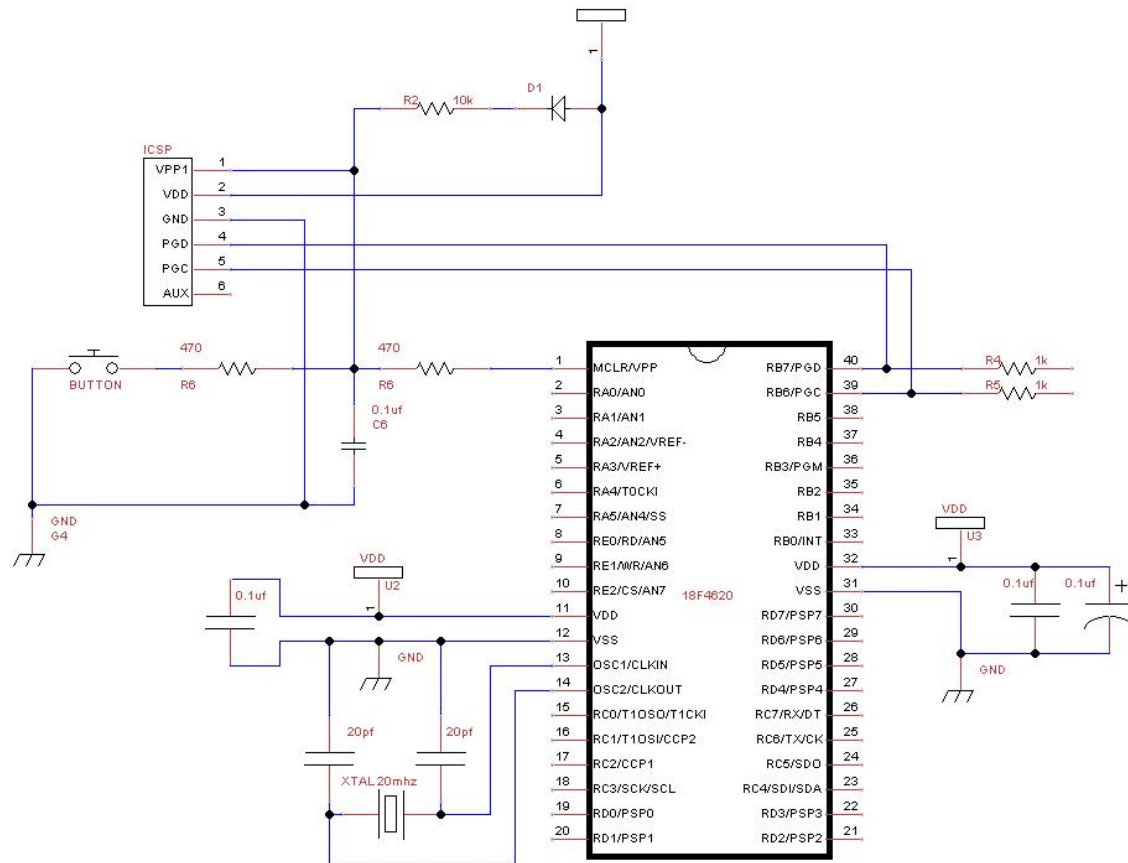 1
D1
R2 10k
ICSP
VPP1 1
VDD 2
GND 3
PGD 4
PGC 5
AUX 6
470
R6
BUTTON
470
R6
0.1uf
C6
GND
G4
1 MCLR/VPP
2 RA0/AN0
3 RA1/AN1
4 RA2/AN2/VREF-
5 RA3/VREF+
6 RA4/T0CKI
7 RA5/AN4/SS
8 RE0/RD/AN5
9 RE1/WR/AN6
10 RE2/CS/AN7
11 VDD
12 VSS
13 OSC1/CLKIN
14 OSC2/CLKOUT
15 RC0/T1OSO/T1CKI
16 RC1/T1OSI/CCP2
17 RC2/CCP1
18 RC3/SCK/SCL
19 RD0/PSP0
20 RD1/PSP1
18F4620
RB7/PGD 40
RB6/PGC 39
RB5 38
RB4 37
RB3/PGM 36
RB2 35
RB1 34
RB0/INT 33
VDD 32
VSS 31
RD7/PSP7 30
RD6/PSP6 29
RD5/PSP5 28
RD4/PSP4 27
RC7/RX/DT 26
RC6/TX/CK 25
RC5/SDO 24
RC4/SDI/SDA 23
RD3/PSP3 22
RD2/PSP2 21
R4 1k
R5 1k
VDD
U3
1
0.1uf
0.1uf
+
GND
VDD
U2
1
0.1uf
GND
20pf
20pf
XTAL20mhz